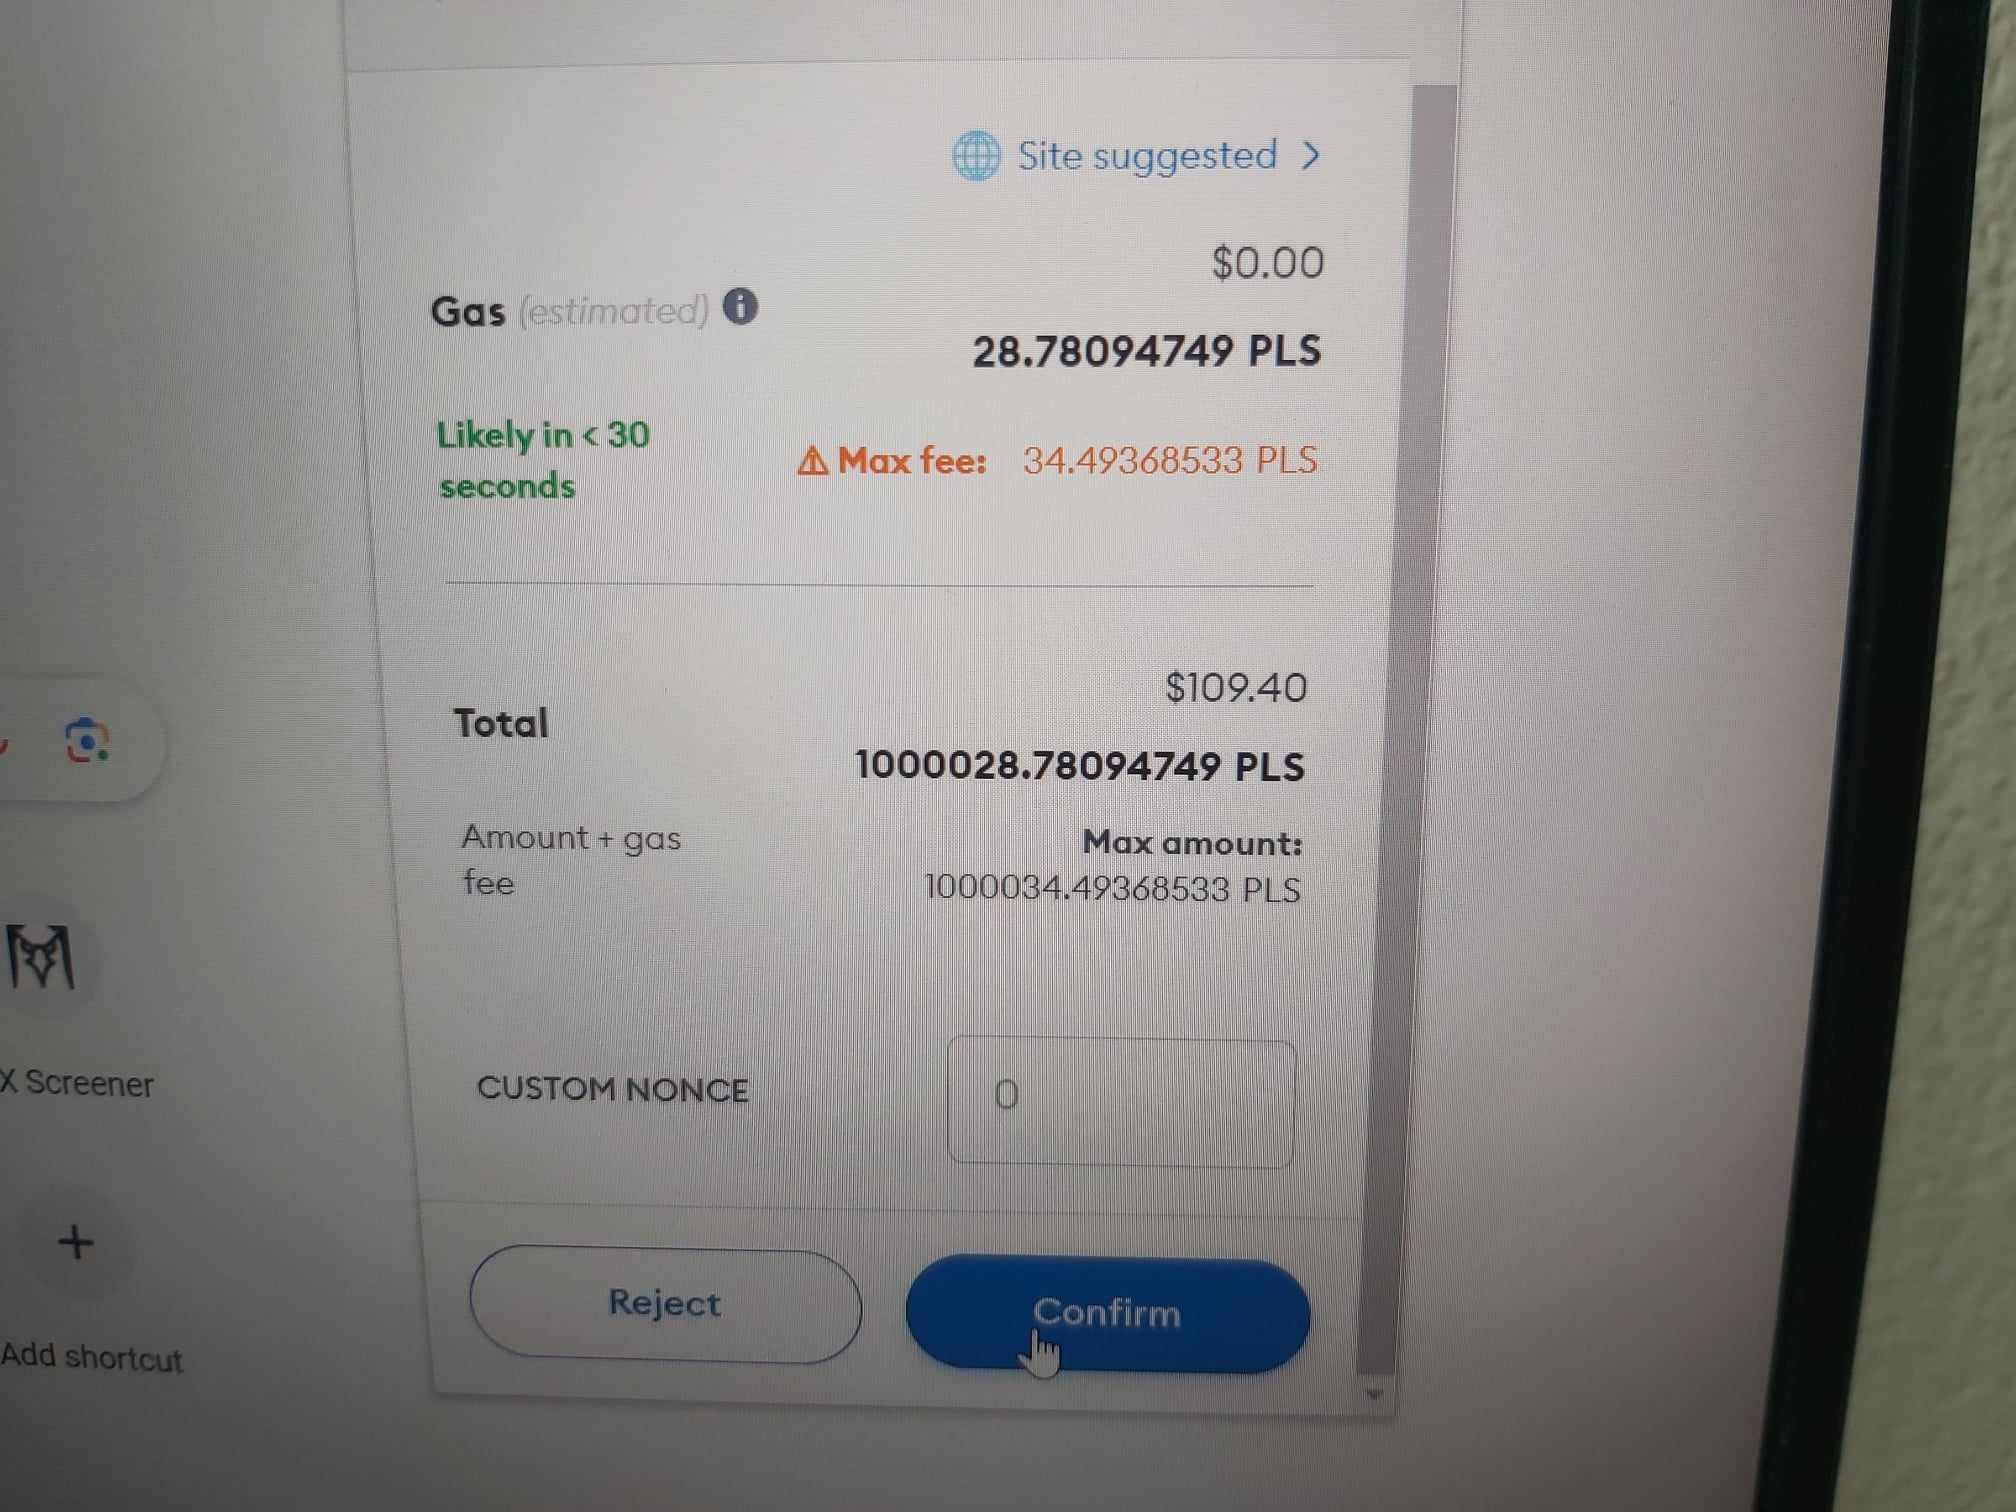 Site suggested >
$0.00
Gas (estimated) i
28.78094749 PLS
Likely in < 30
seconds
Max fee: 34.49368533 PLS
$109.40
Total
1000028.78094749 PLS
Amount + gas
fee
Max amount:
1000034.49368533 PLS
X Screener
CUSTOM NONCE
0
+
Add shortcut
Reject
Confirm